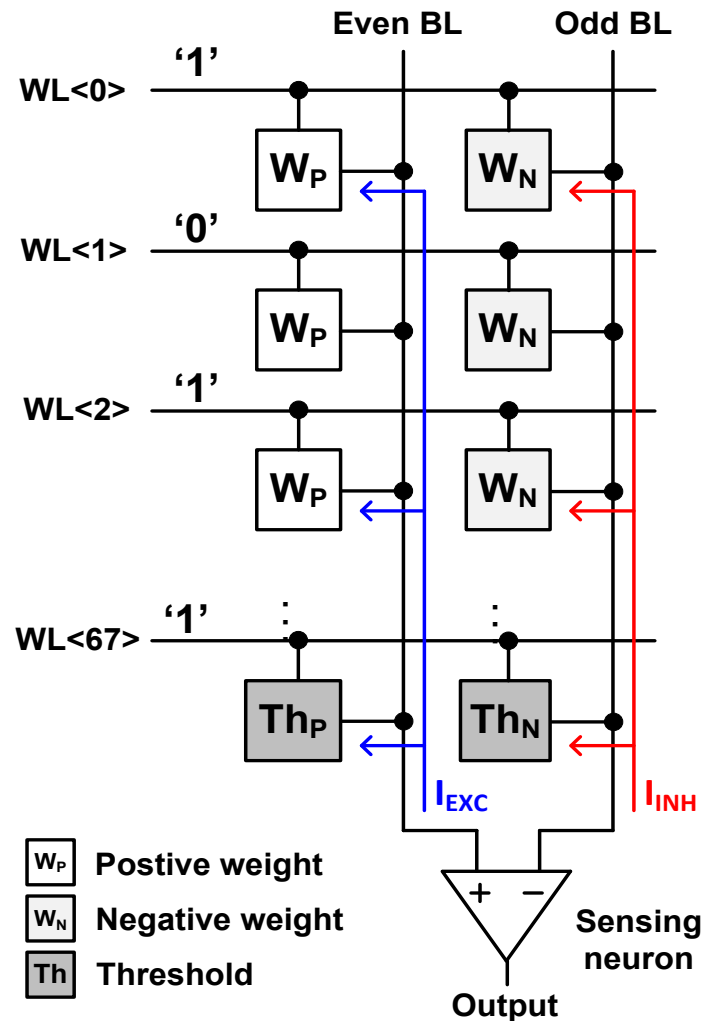 Even BL Odd BL
WL<0> ‘1’
W_P W_N
WL<1> ‘0’
W_P W_N
WL<2> ‘1’
W_P W_N
WL<67> ‘1’
Th_P Th_N
I_EXC I_INH
+ −
W_P Postive weight
W_N Negative weight
Th Threshold
Sensing
neuron
Output